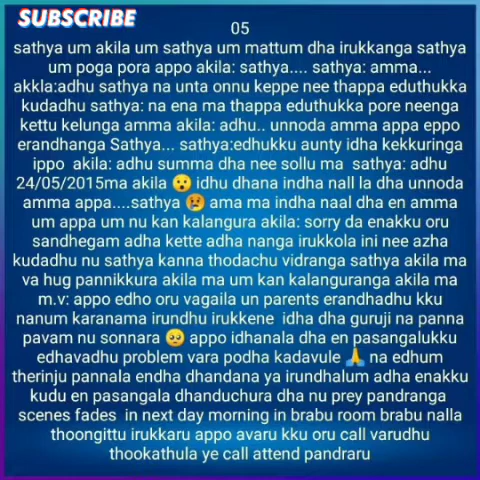 SUBSCRIBE
05
sathya um akila um sathya um mattum dha irukkanga sathya
um poga pora appo akila: sathya.... sathya: amma...
akkla:adhu sathya na unta onnu keppe nee thappa eduthukka
kudadhu sathya: na ena ma thappa eduthukka pore neenga
kettu kelunga amma akila: adhu.. unnoda amma appa eppo
erandhanga Sathya... sathya:edhukku aunty idha kekkuringa
ippo akila: adhu summa dha nee sollu ma sathya: adhu
24/05/2015ma akila 😮 idhu dhana indha nall la dha unnoda
amma appa....sathya 😢 ama ma indha naal dha en amma
um appa um nu kan kalangura akila: sorry da enakku oru
sandhegam adha kette adha nanga irukkola ini nee azha
kudadhu nu sathya kanna thodachu vidranga sathya akila ma
va hug pannikkura akila ma um kan kalanguranga akila ma
m.v: appo edho oru vagaila un parents erandhadhu kku
nanum karanama irundhu irukkene idha dha guruji na panna
pavam nu sonnara 🥺 appo idhanala dha en pasangalukku
edhavadhu problem vara podha kadavule 🙏 na edhum
therinju pannala endha dhandana ya irundhalum adha enakku
kudu en pasangala dhanduchura dha nu prey pandranga
scenes fades in next day morning in brabu room brabu nalla
thoongittu irukkaru appo avaru kku oru call varudhu
thookathula ye call attend pandraru